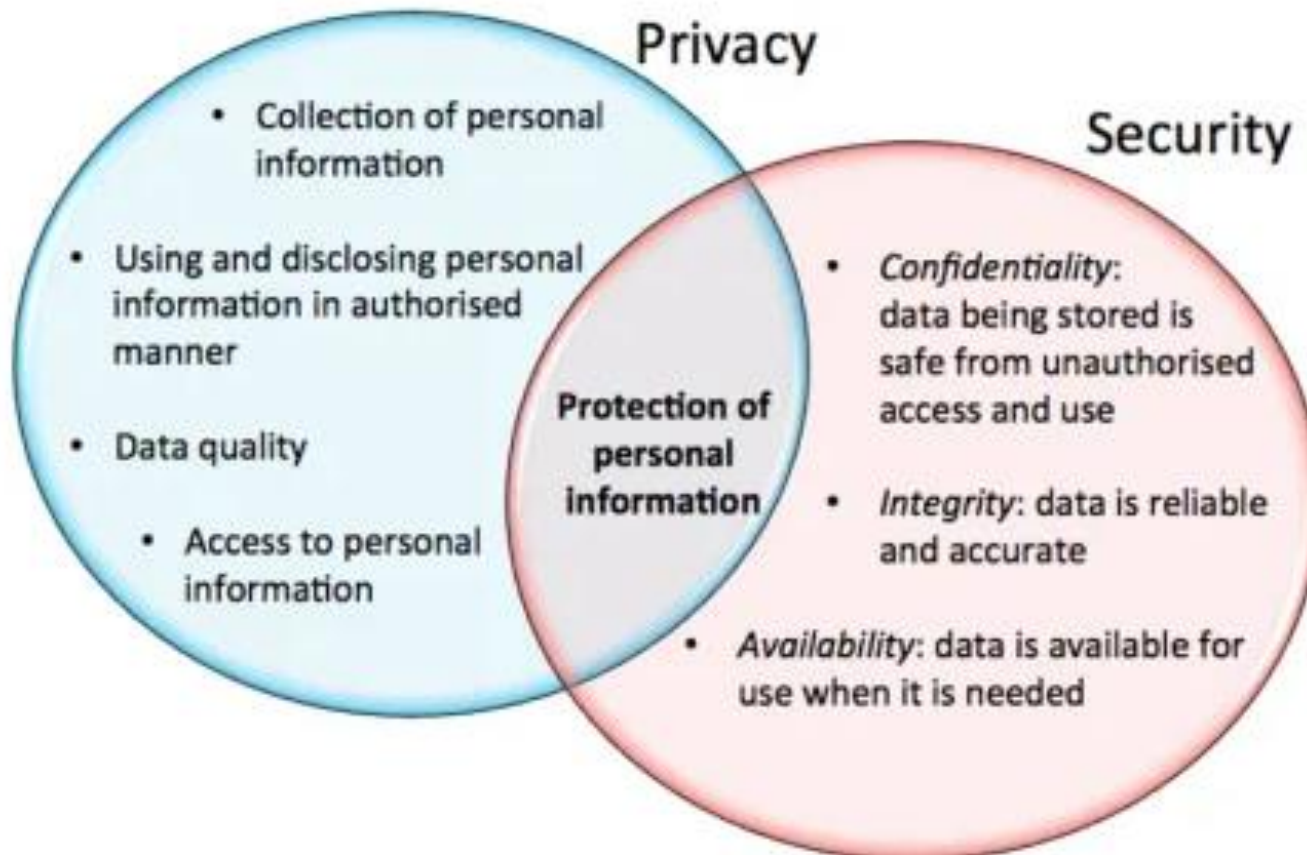 Privacy
• Collection of personal
information
• Using and disclosing personal
information in authorised
manner
• Data quality
• Access to personal
information
Protection of
personal
information
Security
• Confidentiality:
data being stored is
safe from unauthorised
access and use
• Integrity: data is reliable
and accurate
• Availability: data is available for
use when it is needed